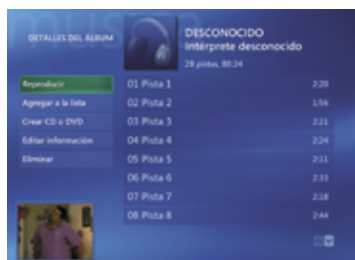 DETALLES DEL ÁLBUM
DESCONOCIDO
Intérprete desconocido
28 pistas, 80:24
Reproducir
Agregar a la lista
Crear CD o DVD
Editar información
Eliminar
01 Pista 1 2:20
02 Pista 2 1:56
03 Pista 3 2:21
04 Pista 4 2:24
05 Pista 5 2:11
06 Pista 6 2:33
07 Pista 7 2:18
08 Pista 8 2:44